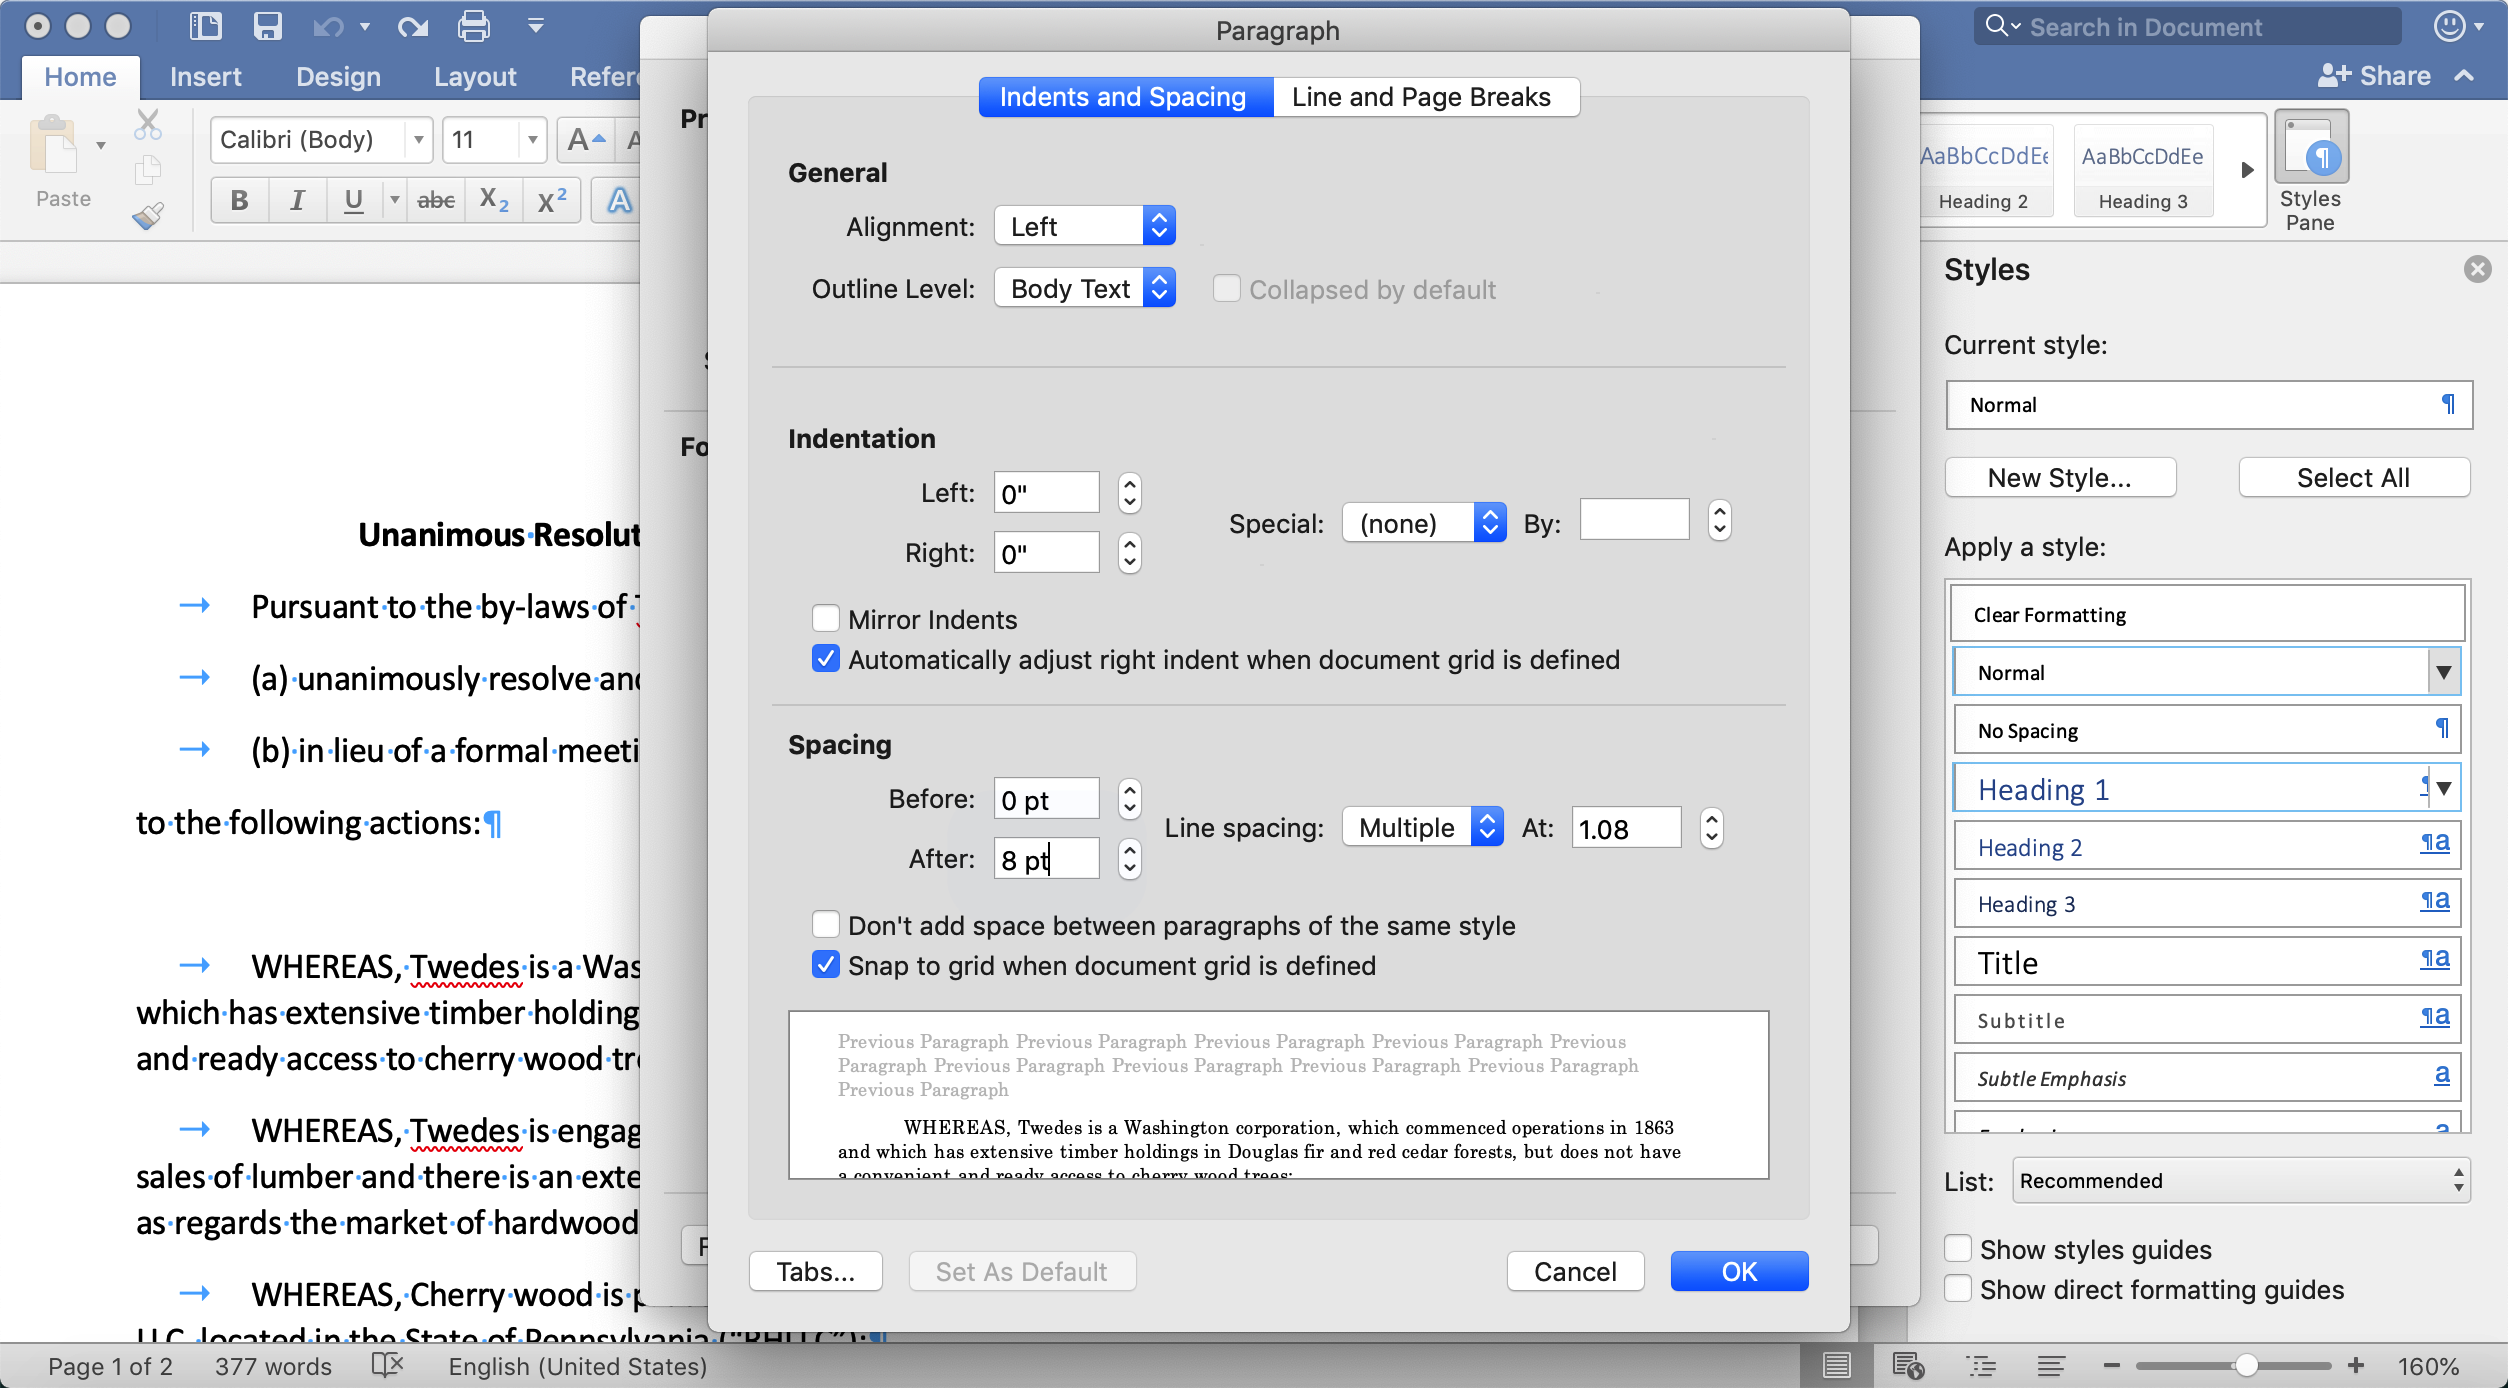 Paragraph
Search in Document
Home
Insert
Design
Layout
Share
Indents and Spacing
Line and Page Breaks
Paste
Calibri (Body)
11
A
B
I
U
abc
X2
X2
A
AaBbCcDdEe
Heading 2
AaBbCcDdEe
Heading 3
Styles
Pane
General
Alignment:
Left
Outline Level:
Body Text
Collapsed by default
Indentation
Left:
0"
Right:
0"
Special:
(none)
By:
Mirror Indents
Automatically adjust right indent when document grid is defined
Spacing
Before:
0 pt
After:
8 pt
Line spacing:
Multiple
At:
1.08
Don't add space between paragraphs of the same style
Snap to grid when document grid is defined
Previous Paragraph Previous Paragraph Previous Paragraph Previous Paragraph Previous
Paragraph Previous Paragraph Previous Paragraph Previous Paragraph Previous Paragraph
Previous Paragraph
WHEREAS, Twedes is a Washington corporation, which commenced operations in 1863
and which has extensive timber holdings in Douglas fir and red cedar forests, but does not have
a convenient and ready access to cherry wood trees;
Tabs...
Set As Default
Cancel
OK
Unanimous·Resolut
→ Pursuant·to·the·by-laws·of·
→ (a)·unanimously·resolve·and
→ (b)·in·lieu·of·a·formal·meeti
to·the·following·actions:¶
→ WHEREAS,·Twedes·is·a·Was
which·has·extensive·timber·holding
and·ready·access·to·cherry·wood·tre
→ WHEREAS,·Twedes·is·engag
sales·of·lumber·and·there·is·an·exte
as·regards·the·market·of·hardwood
→ WHEREAS,·Cherry·wood·is·p
located·in·the·State·of·Pennsylvania
Styles
Current style:
Normal ¶
New Style...
Select All
Apply a style:
Clear Formatting
Normal
No Spacing ¶
Heading 1
Heading 2 ¶a
Heading 3 ¶a
Title ¶a
Subtitle ¶a
Subtle Emphasis a
List:
Recommended
Show styles guides
Show direct formatting guides
Page 1 of 2
377 words
English (United States)
160%